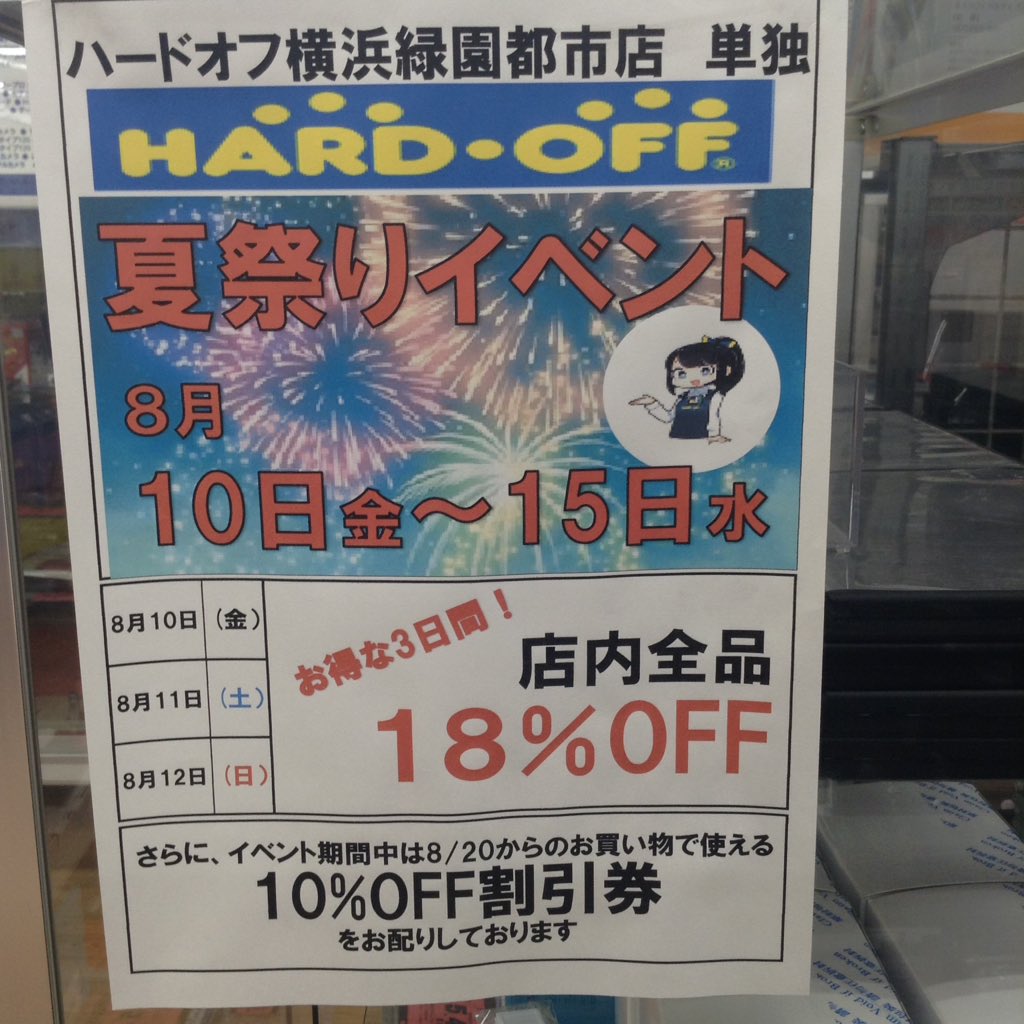 ハードオフ横浜緑園都市店 単独
HARD・OFF®
夏祭りイベント
8月
10日金～15日水
8月10日 (金)
8月11日 (土)
8月12日 (日)
お得な3日間！
店内全品
18%OFF
さらに、イベント期間中は8/20からのお買い物で使える
10%OFF割引券
をお配りしております